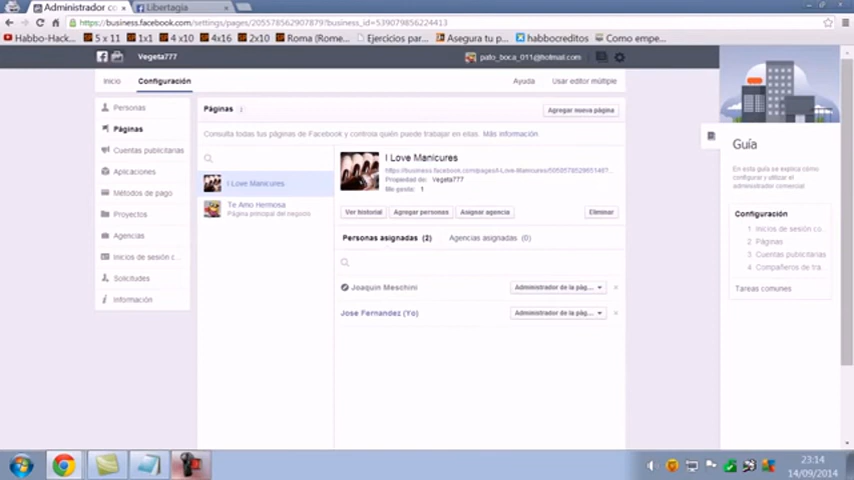 Administrador co
Libertagia
https://business.facebook.com/settings/pages/205578562907879?business_id=539079856224413
Habbo-Hack...
5 x 11
1x1
4 x10
4x16
2x10
Roma (Rome...
Ejercicios par...
Asegura tu p...
habbocreditos
Como empe...
Vegeta777
pato_boca_011@hotmail.com
Inicio
Configuración
Ayuda
Usar editor múltiple
Personas
Páginas
Cuentas publicitarias
Aplicaciones
Métodos de pago
Proyectos
Agencias
Inicios de sesión c...
Solicitudes
Información
Páginas 2
Agregar nueva página
Consulta todas tus páginas de Facebook y controla quién puede trabajar en ellas. Más información.
I Love Manicures
Te Amo Hermosa
Página principal del negocio
I Love Manicures
Propiedad de: Vegeta777
Me gusta: 1
Ver historial
Agregar personas
Asignar agencia
Eliminar
Personas asignadas (2)
Agencias asignadas (0)
Joaquin Meschini
Administrador de la pág...
Jose Fernandez (Yo)
Administrador de la pág...
Guía
En esta guía se explica cómo
configurar y utilizar el
administrador comercial.
Configuración
1 Inicios de sesión co...
2 Páginas
3 Cuentas publicitarias
4 Compañeros de tra...
Tareas comunes
23:14
14/09/2014